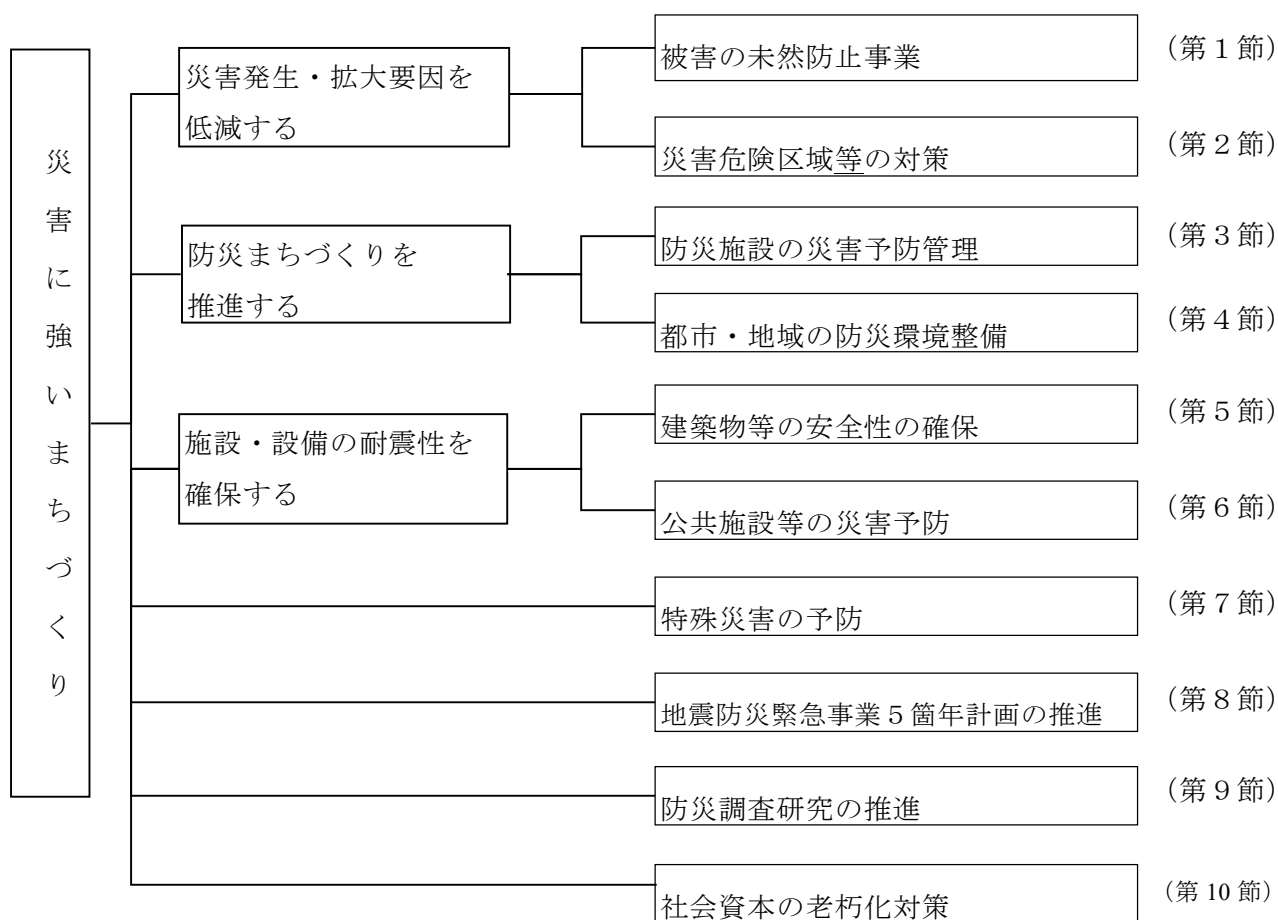 災害に強いまちづくり
災害発生・拡大要因を
低減する
被害の未然防止事業
（第１節）
災害危険区域等の対策
（第２節）
防災まちづくりを
推進する
防災施設の災害予防管理
（第３節）
都市・地域の防災環境整備
（第４節）
施設・設備の耐震性を
確保する
建築物等の安全性の確保
（第５節）
公共施設等の災害予防
（第６節）
特殊災害の予防
（第７節）
地震防災緊急事業５箇年計画の推進
（第８節）
防災調査研究の推進
（第９節）
社会資本の老朽化対策
（第 10 節）